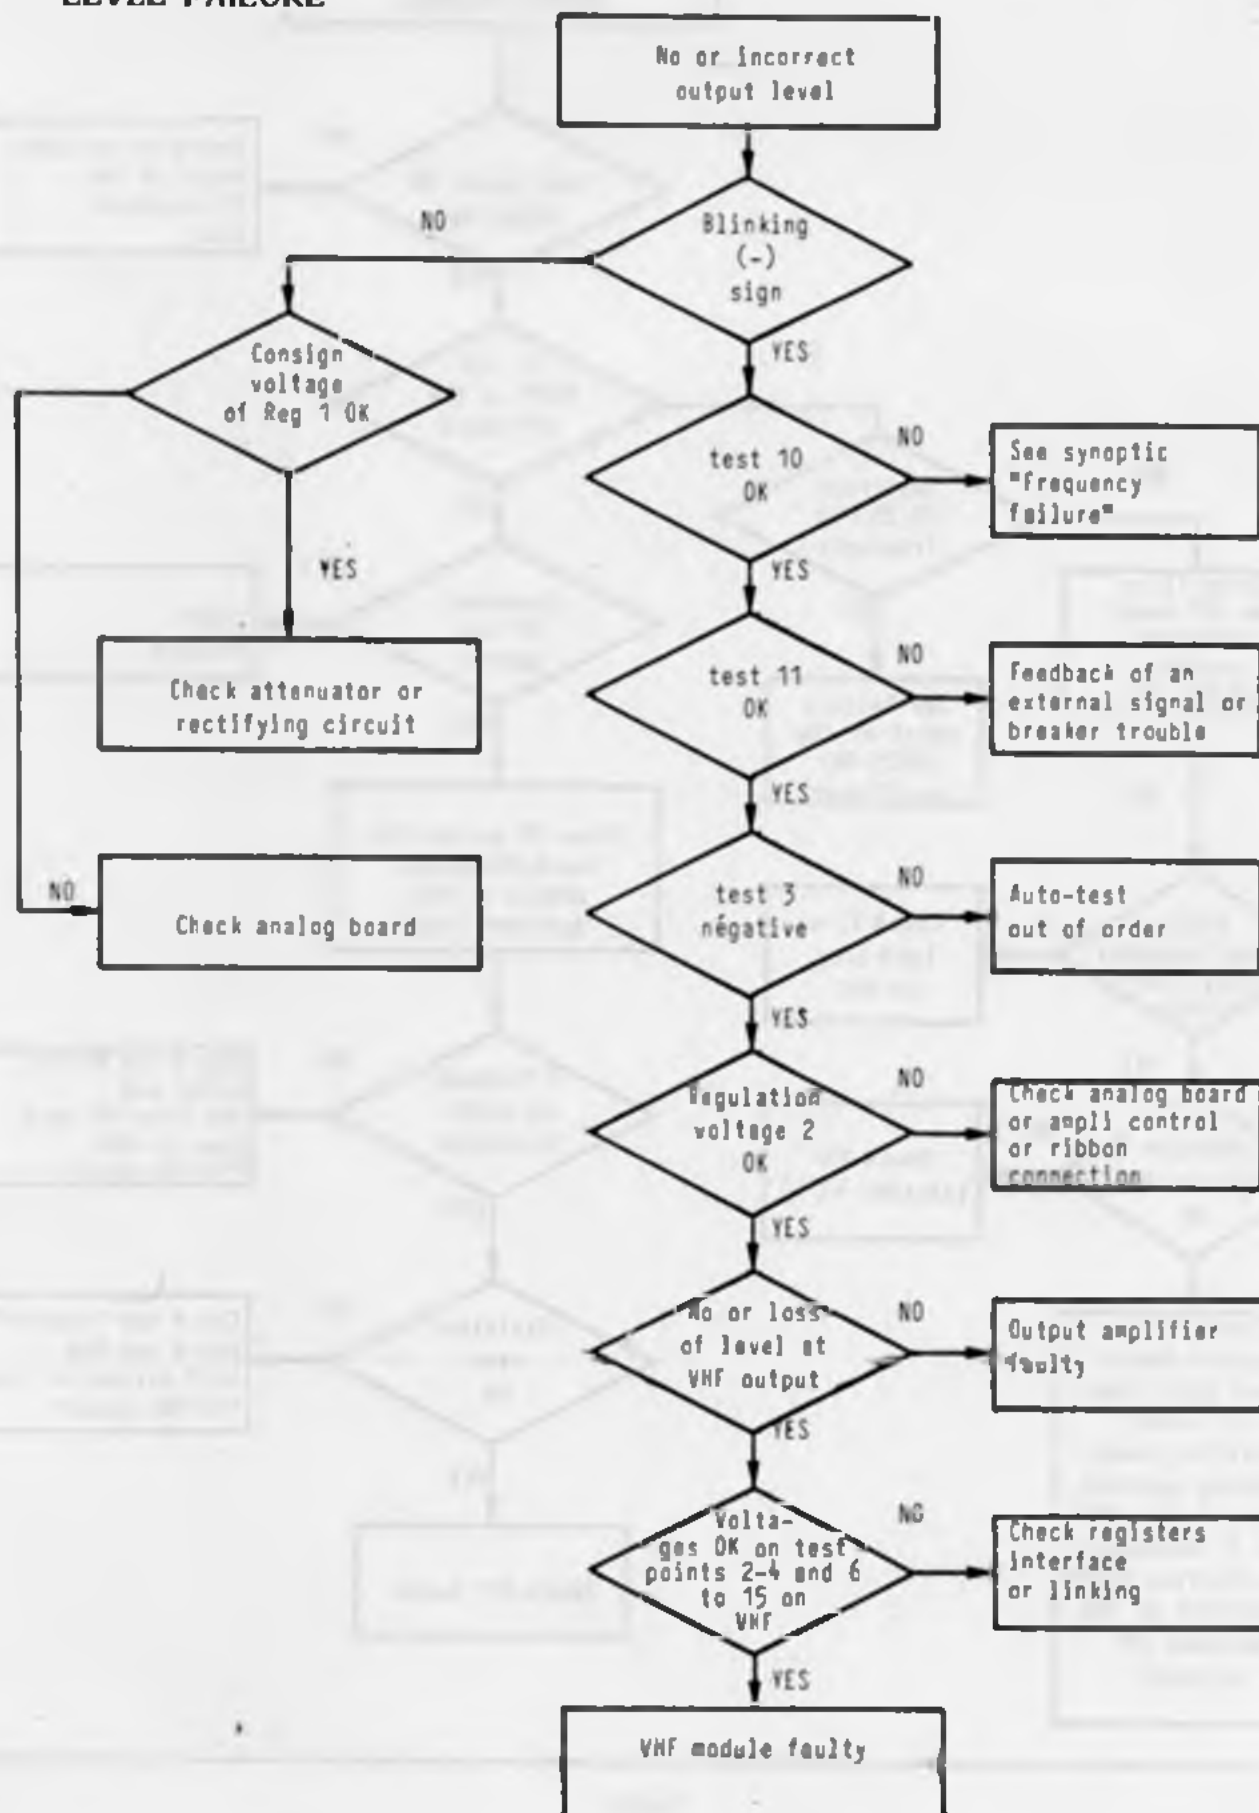 LEVEL FAILURE
No or incorrect
output level
Blinking
(-)
sign
NO
YES
Consign
voltage
of Reg 1 OK
YES
NO
Check attenuator or
rectifying circuit
Check analog board
test 10
OK
NO
See synoptic
"Frequency
failure"
YES
test 11
OK
NO
Feedback of an
external signal or
breaker trouble
YES
test 3
négative
NO
Auto-test
out of order
YES
Regulation
voltage 2
OK
NO
Check analog board
or ampli control
or ribbon
connection
YES
No or loss
of level at
VHF output
NO
Output amplifier
faulty
YES
Volta-
ges OK on test
points 2-4 and 6
to 15 on
VHF
NO
Check registers
interface
or linking
YES
VHF module faulty